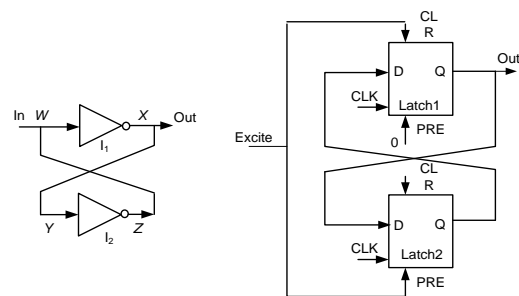 In W X Out
I1
Y Z
I2
Excite
CL
R
D Q Out
CLK Latch1
PRE
0
CL
R
D Q
CLK Latch2
PRE